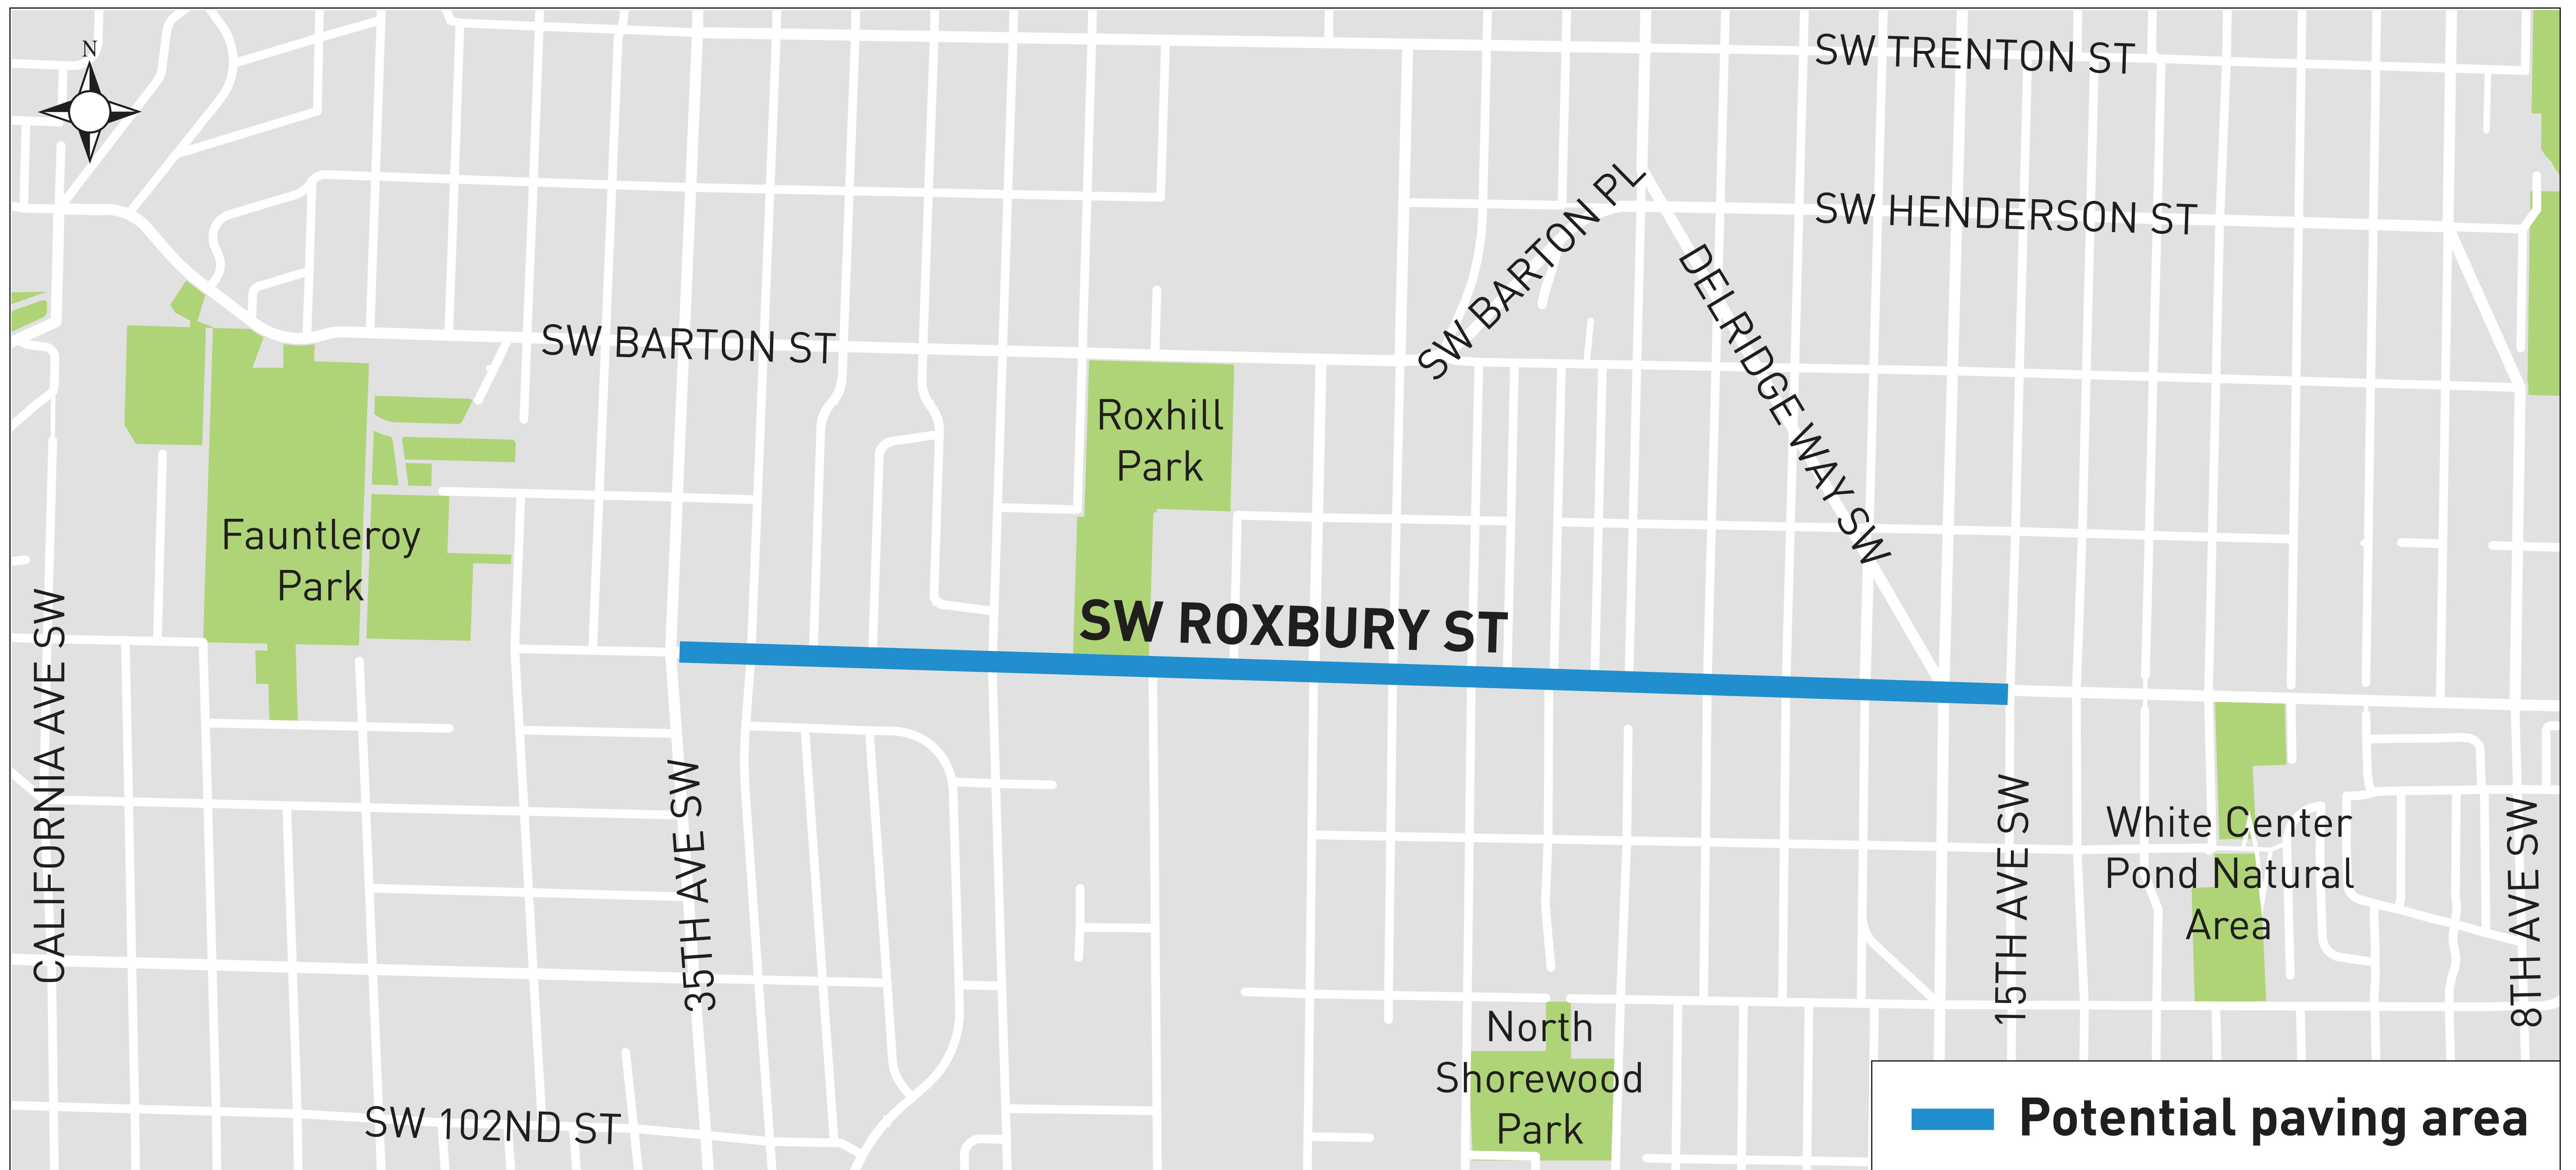 N
SW TRENTON ST
SW HENDERSON ST
SW BARTON PL
DELRIDGE WAY SW
SW BARTON ST
Roxhill
Park
Fauntleroy
Park
SW ROXBURY ST
CALIFORNIA AVE SW
35TH AVE SW
15TH AVE SW
White Center
Pond Natural
Area
8TH AVE SW
North
Shorewood
Park
SW 102ND ST
Potential paving area